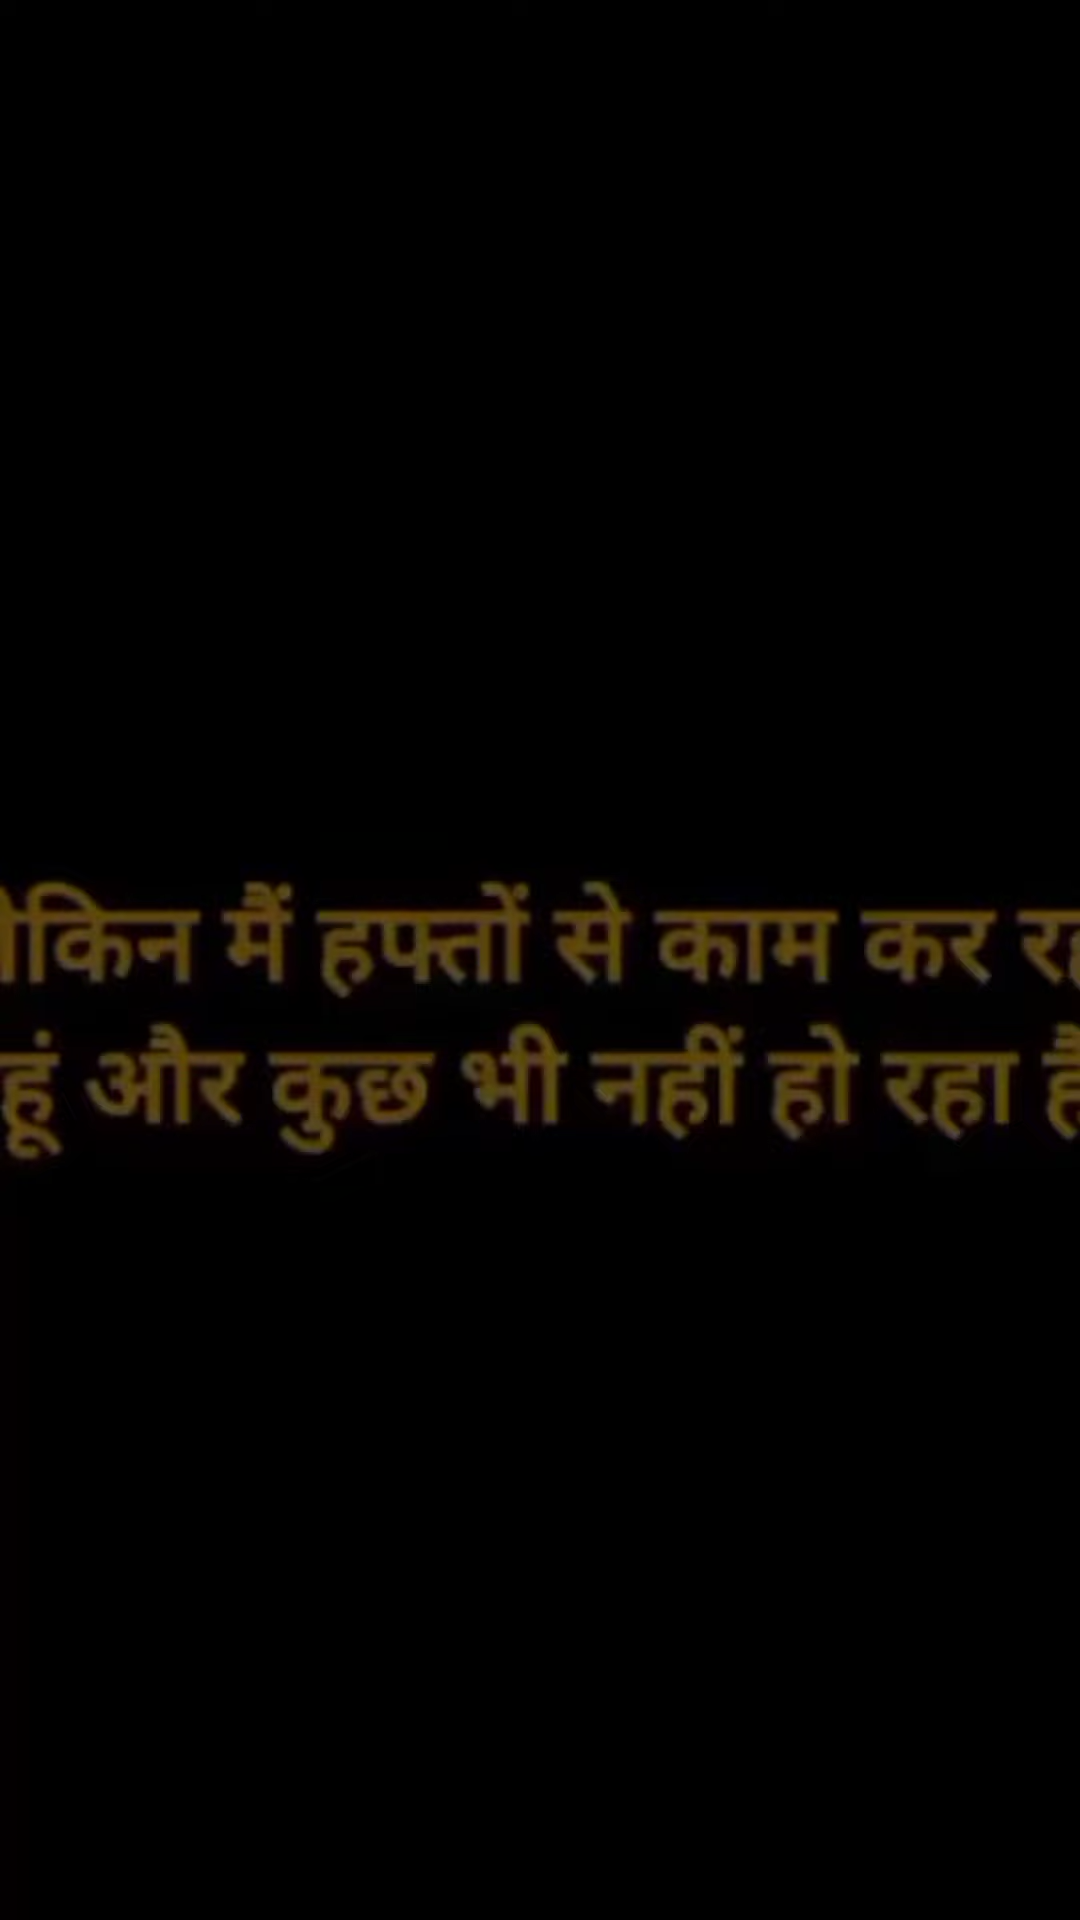 लेकिन मैं हफ्तों से काम कर
हूं और कुछ भी नहीं हो रहा है